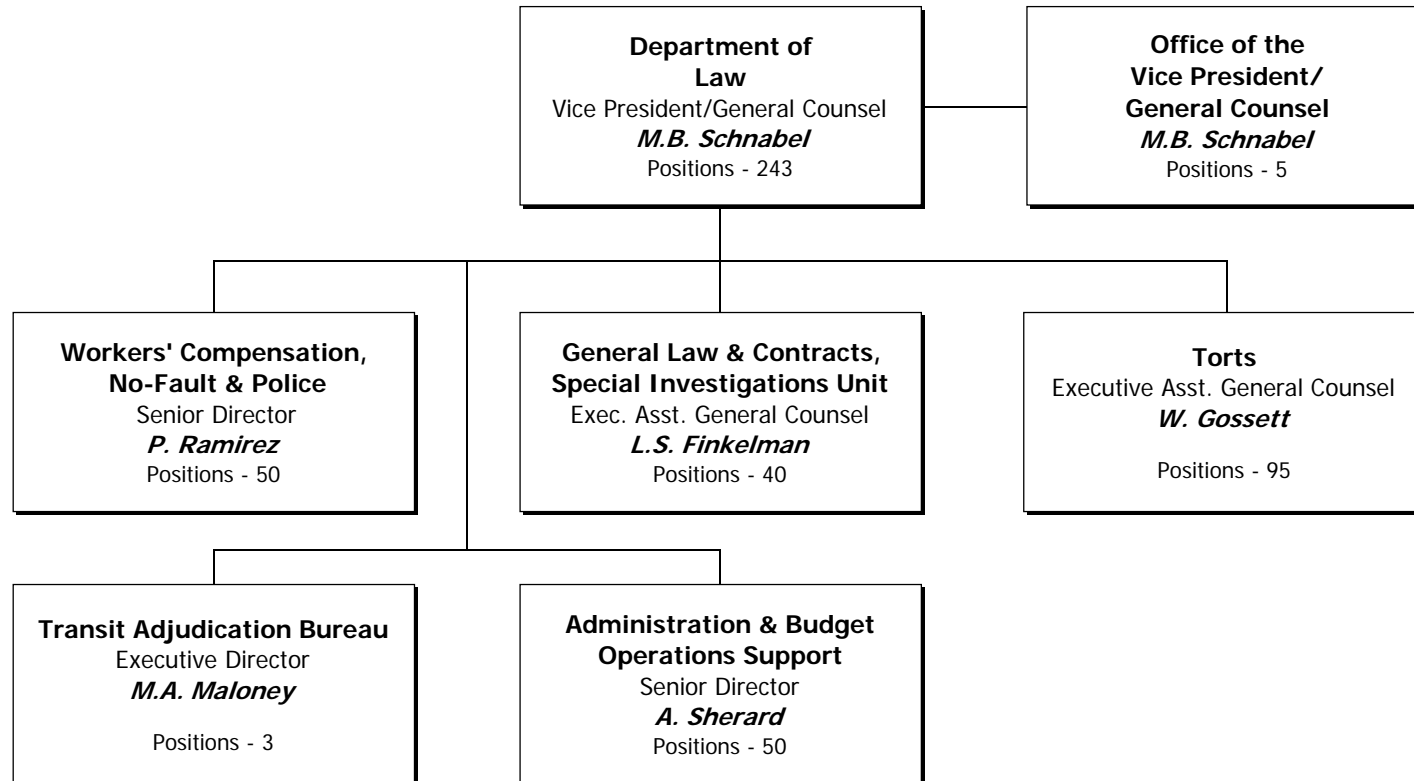 Department of
Law
Vice President/General Counsel
M.B. Schnabel
Positions - 243
Office of the
Vice President/
General Counsel
M.B. Schnabel
Positions - 5
Workers' Compensation,
No-Fault & Police
Senior Director
P. Ramirez
Positions - 50
General Law & Contracts,
Special Investigations Unit
Exec. Asst. General Counsel
L.S. Finkelman
Positions - 40
Torts
Executive Asst. General Counsel
W. Gossett
Positions - 95
Transit Adjudication Bureau
Executive Director
M.A. Maloney
Positions - 3
Administration & Budget
Operations Support
Senior Director
A. Sherard
Positions - 50